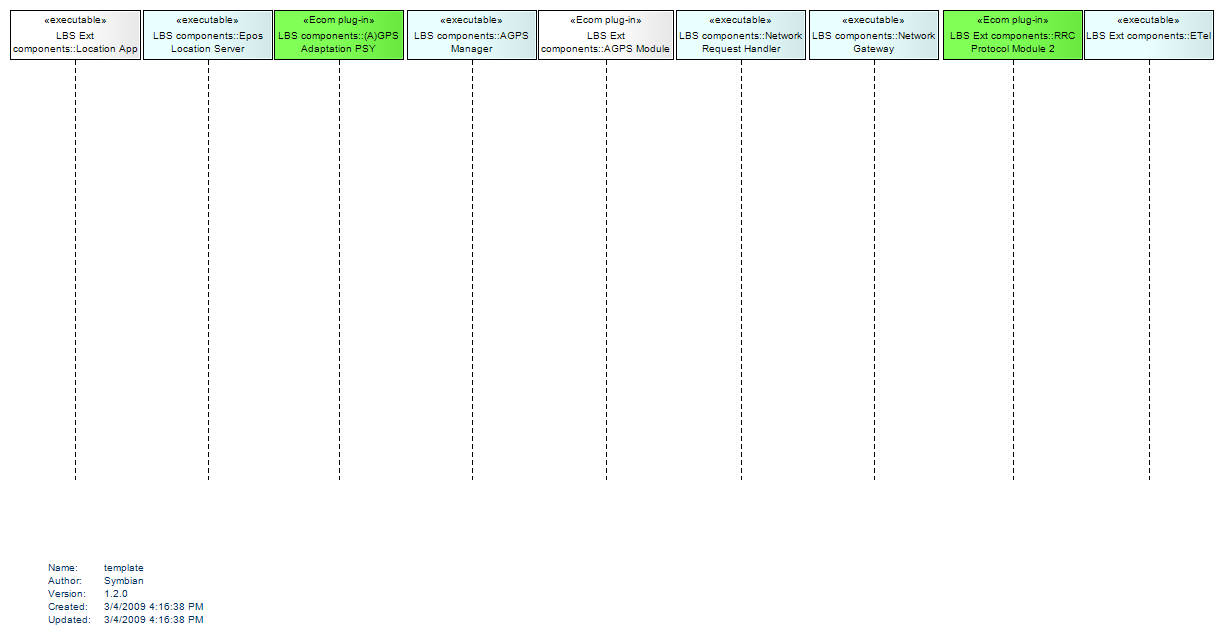 «executable»
LBS Ext
components::Location App
«executable»
LBS components::Epos
Location Server
«Ecom plug-in»
LBS components::(A)GPS
Adaptation PSY
«executable»
LBS components::AGPS
Manager
«Ecom plug-in»
LBS Ext
components::AGPS Module
«executable»
LBS components::Network
Request Handler
«executable»
LBS components::Network
Gateway
«Ecom plug-in»
LBS Ext components::RRC
Protocol Module 2
«executable»
LBS Ext components::ETel
Name: template
Author: Symbian
Version: 1.2.0
Created: 3/4/2009 4:16:38 PM
Updated: 3/4/2009 4:16:38 PM